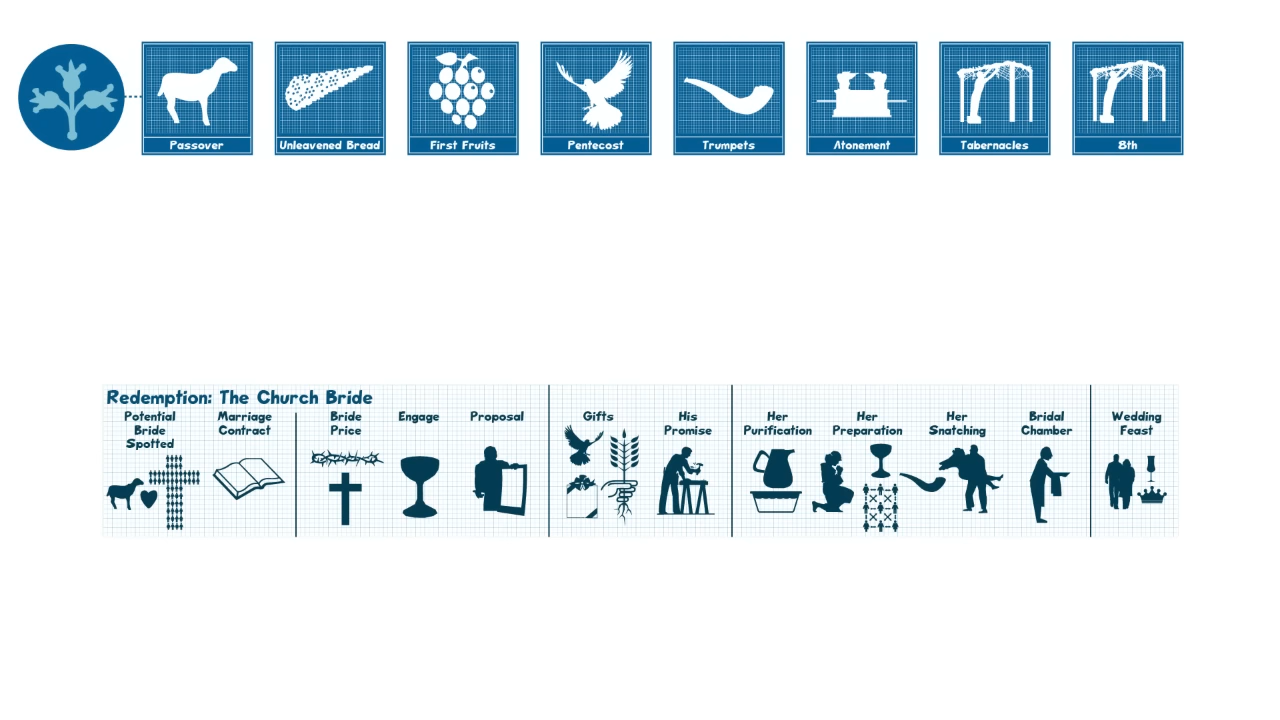 Passover
Unleavened Bread
First Fruits
Pentecost
Trumpets
Atonement
Tabernacles
8th
Redemption: The Church Bride
Potential
Bride
Spotted
Marriage
Contract
Bride
Price
Engage
Proposal
Gifts
His
Promise
Her
Purification
Her
Preparation
Her
Snatching
Bridal
Chamber
Wedding
Feast